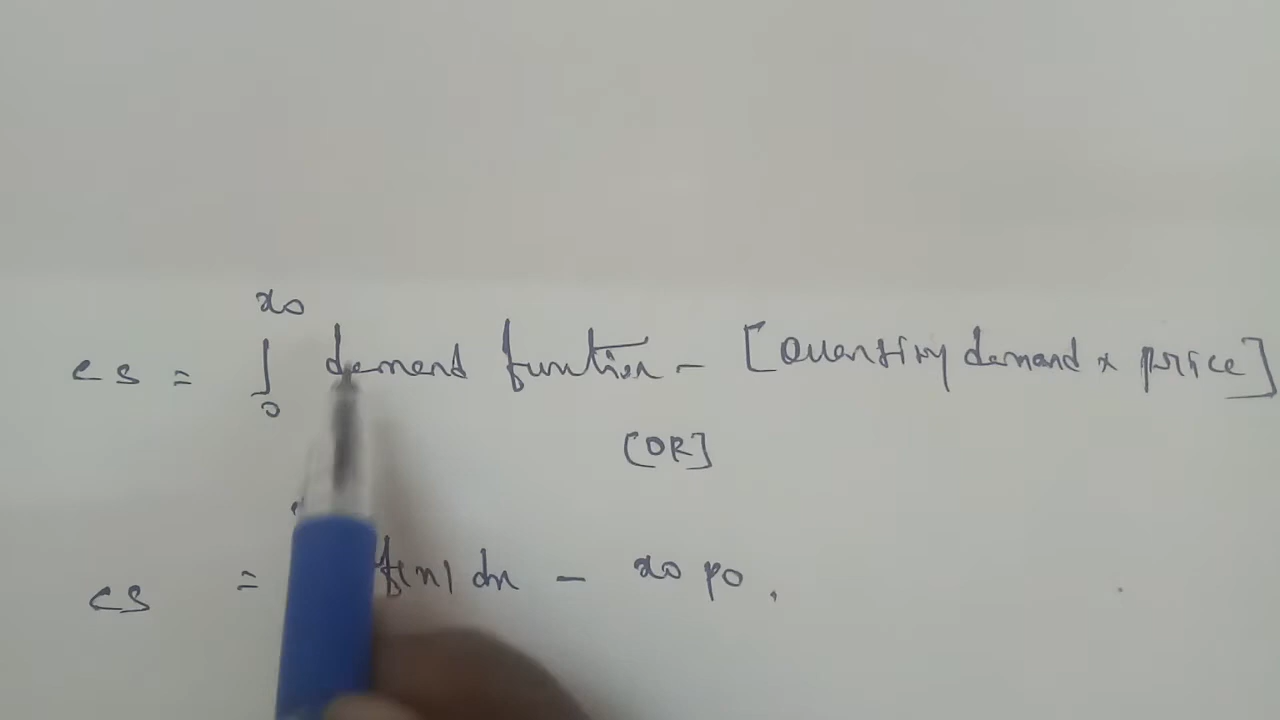 x0
cs = ∫ demand function - [Quantity demand x price]
0
[OR]
cs = f(x) dx - x0 p0.